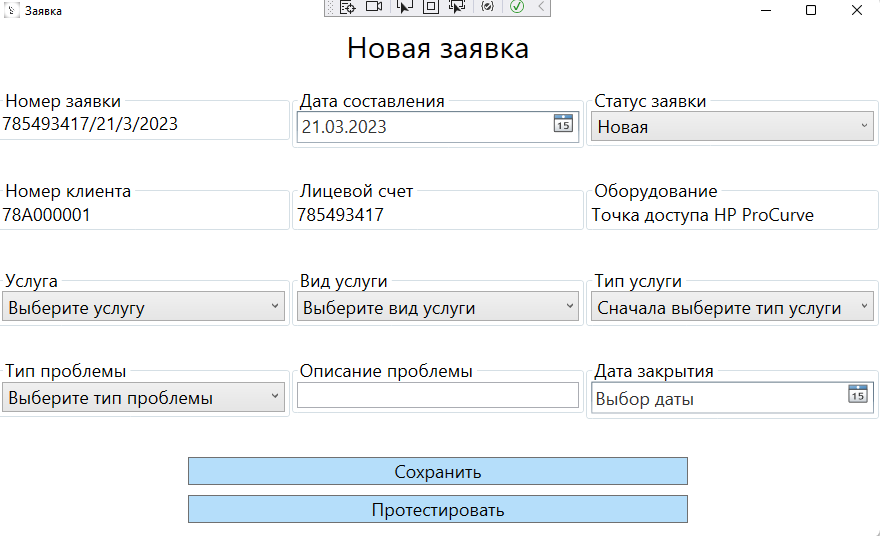 Заявка
Новая заявка
Номер заявки
785493417/21/3/2023
Дата составления
21.03.2023
15
Статус заявки
Новая
Номер клиента
78A000001
Лицевой счет
785493417
Оборудование
Точка доступа HP ProCurve
Услуга
Выберите услугу
Вид услуги
Выберите вид услуги
Тип услуги
Сначала выберите тип услуги
Тип проблемы
Выберите тип проблемы
Описание проблемы
Дата закрытия
Выбор даты
15
Сохранить
Протестировать